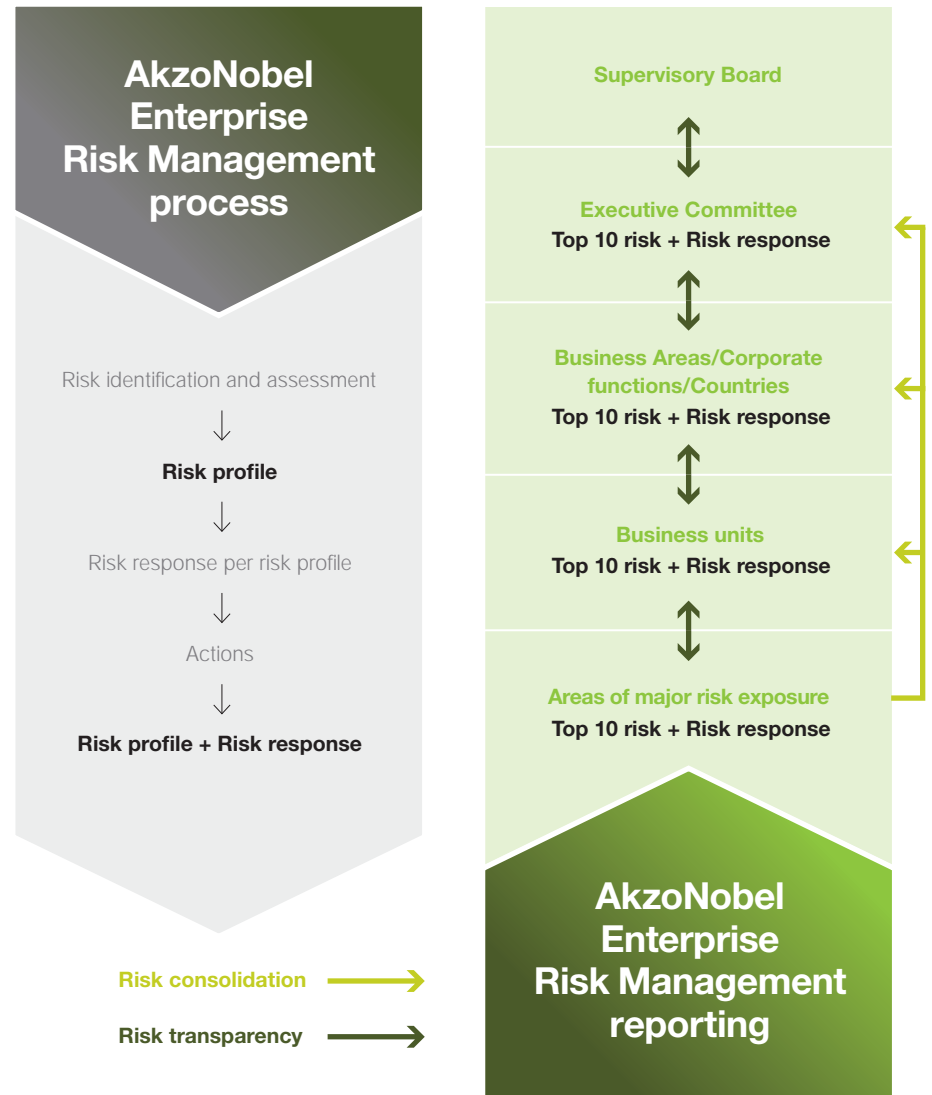 AkzoNobel
Enterprise
Risk Management
process
Risk identification and assessment
Risk profile
Risk response per risk profile
Actions
Risk profile + Risk response
Risk consolidation
Risk transparency
Supervisory Board
Executive Committee
Top 10 risk + Risk response
Business Areas/Corporate
functions/Countries
Top 10 risk + Risk response
Business units
Top 10 risk + Risk response
Areas of major risk exposure
Top 10 risk + Risk response
AkzoNobel
Enterprise
Risk Management
reporting